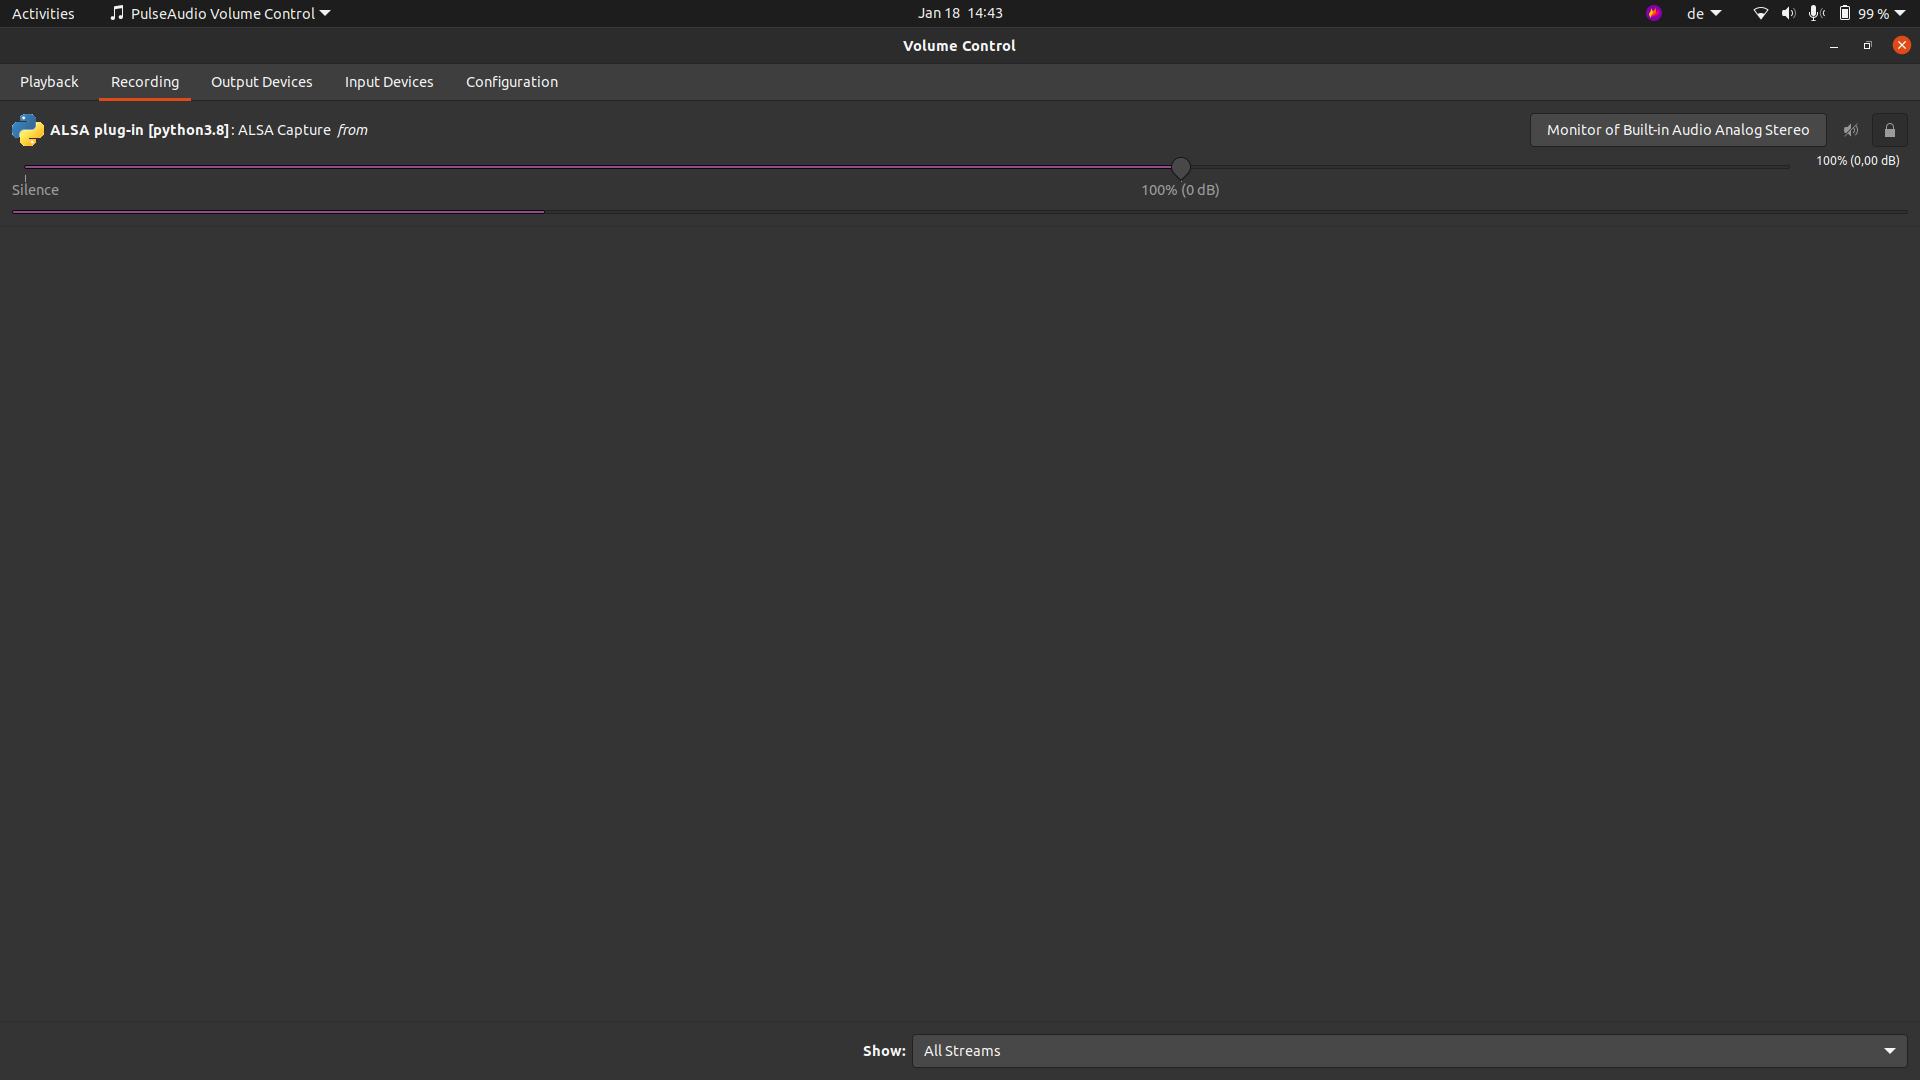 Activities PulseAudio Volume Control Jan 18 14:43 de 99 %
Volume Control
Playback Recording Output Devices Input Devices Configuration
ALSA plug-in [python3.8]: ALSA Capture from Monitor of Built-in Audio Analog Stereo
100% (0,00 dB)
Silence 100% (0 dB)
Show: All Streams